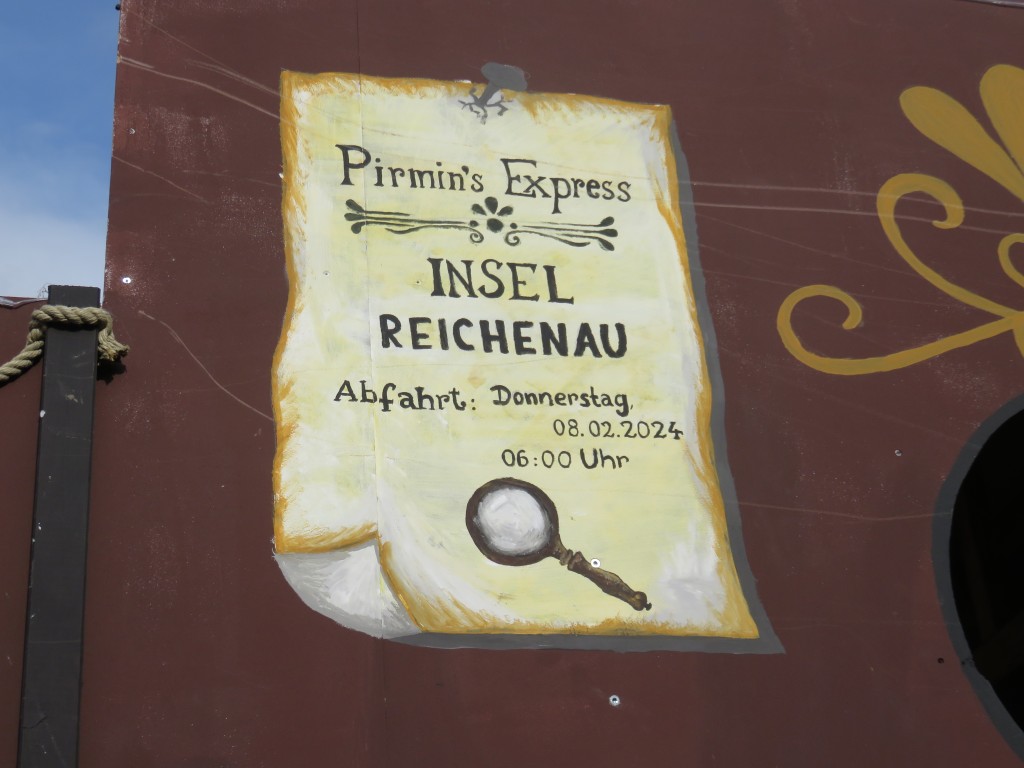 Pirmin's Express
INSEL
REICHENAU
Abfahrt: Donnerstag,
08.02.2024
06:00 Uhr